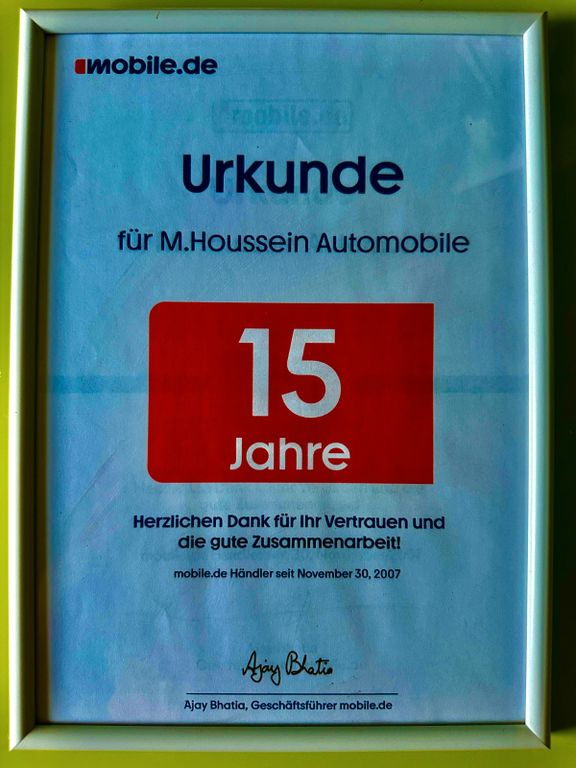 mobile.de
Urkunde
für M.Houssein Automobile
15
Jahre
Herzlichen Dank für Ihr Vertrauen und
die gute Zusammenarbeit!
mobile.de Händler seit November 30, 2007
Ajay Bhatia
Ajay Bhatia, Geschäftsführer mobile.de